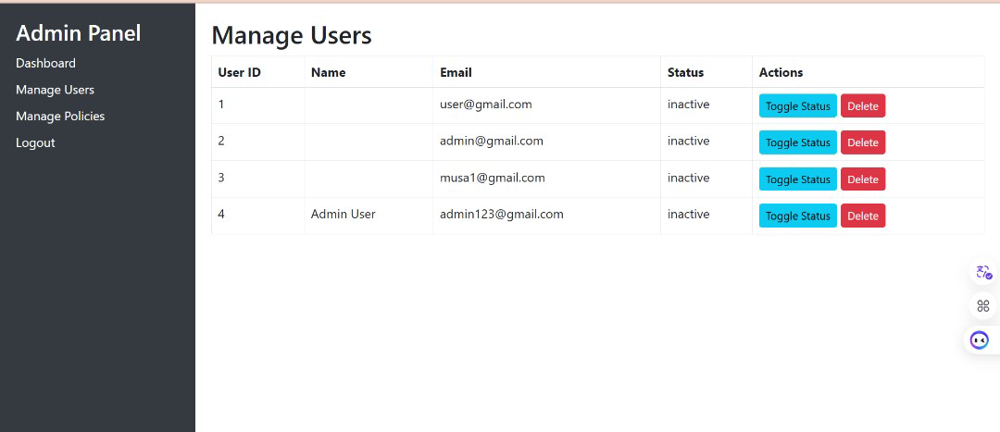 Admin Panel
Dashboard
Manage Users
Manage Policies
Logout
Manage Users
User ID Name Email Status Actions
1 user@gmail.com inactive Toggle Status Delete
2 admin@gmail.com inactive Toggle Status Delete
3 musa1@gmail.com inactive Toggle Status Delete
4 Admin User admin123@gmail.com inactive Toggle Status Delete